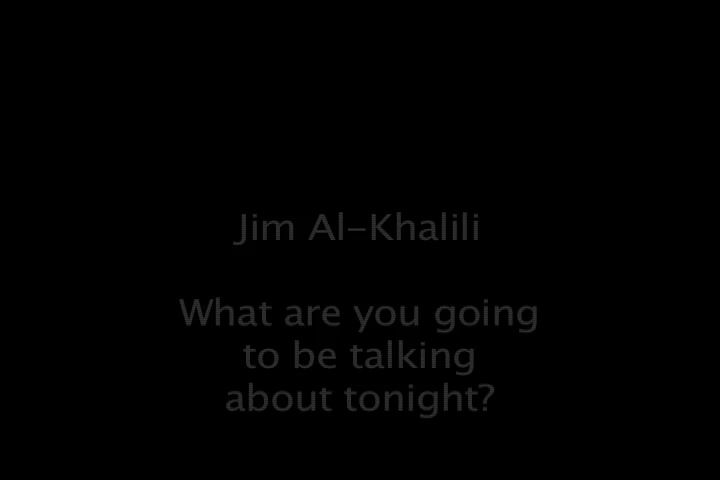 Jim Al-Khalili
What are you going
to be talking
about tonight?